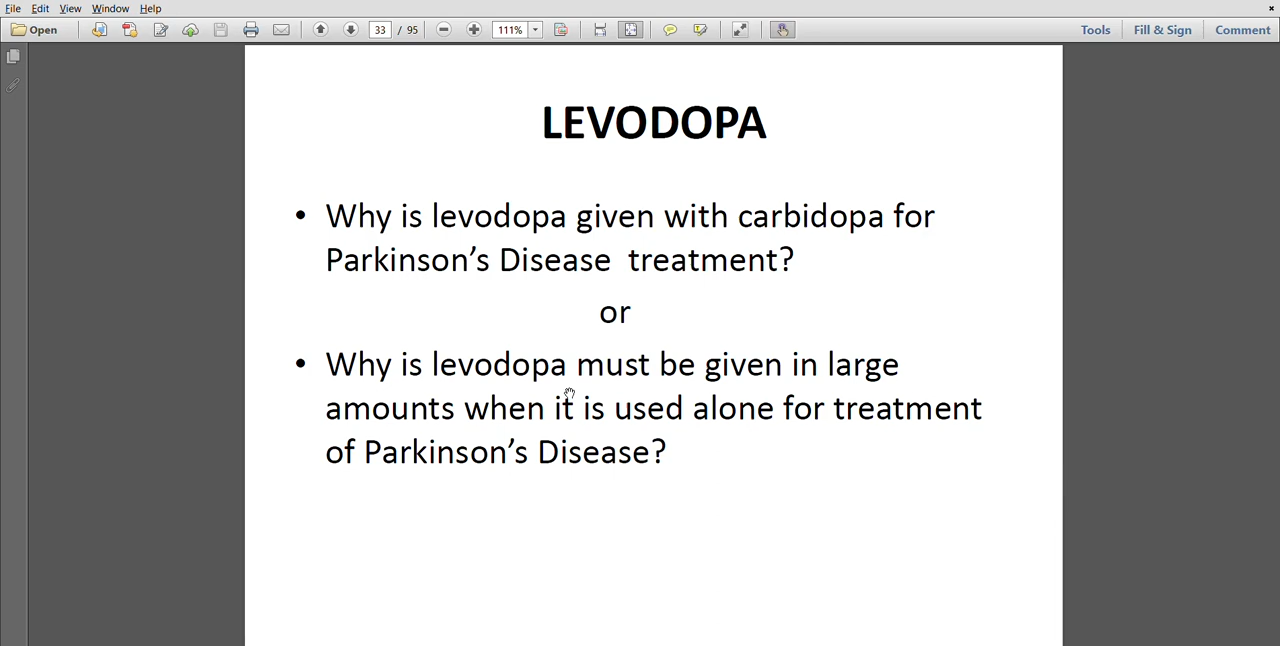 File Edit View Window Help
Open 33 / 95 111% Tools Fill & Sign Comment
LEVODOPA
• Why is levodopa given with carbidopa for
Parkinson’s Disease  treatment?
or
• Why is levodopa must be given in large
amounts when it is used alone for treatment
of Parkinson’s Disease?